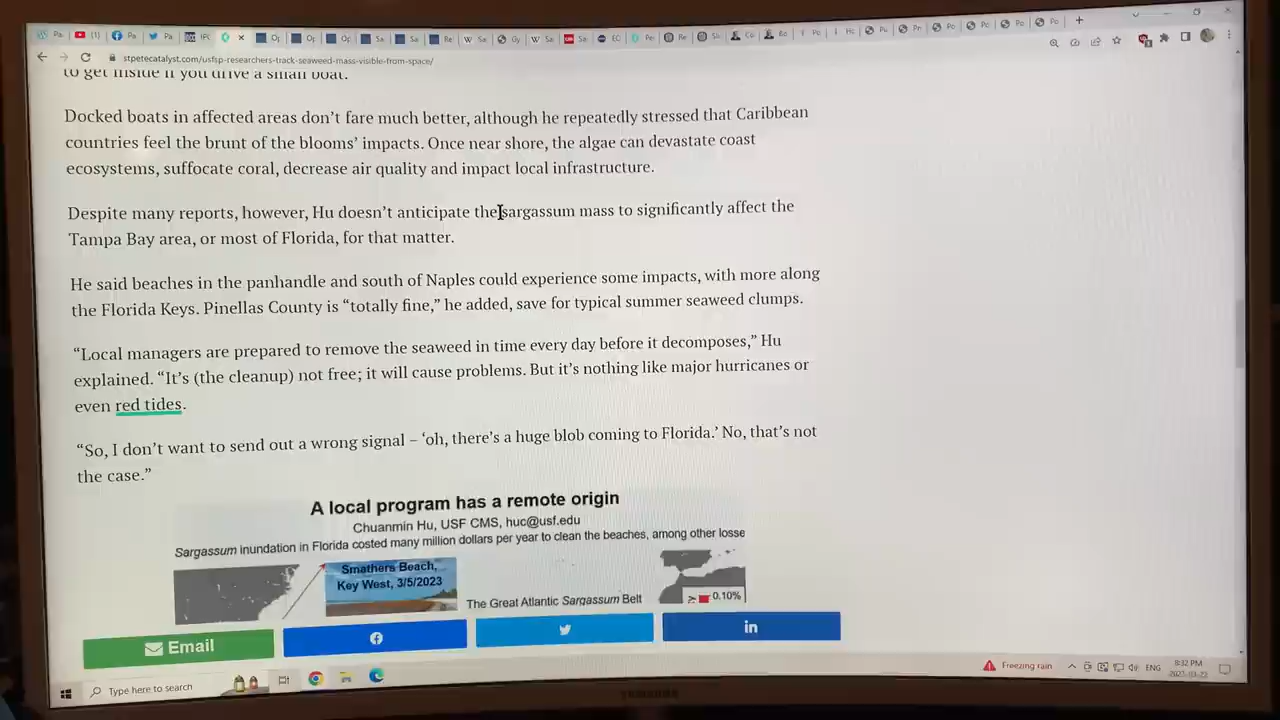 stpetecatalyst.com/usfsp-researchers-track-seaweed-mass-visible-from-space/
to get inside if you drive a small boat.
Docked boats in affected areas don’t fare much better, although he repeatedly stressed that Caribbean
countries feel the brunt of the blooms’ impacts. Once near shore, the algae can devastate coast
ecosystems, suffocate coral, decrease air quality and impact local infrastructure.
Despite many reports, however, Hu doesn’t anticipate the sargassum mass to significantly affect the
Tampa Bay area, or most of Florida, for that matter.
He said beaches in the panhandle and south of Naples could experience some impacts, with more along
the Florida Keys. Pinellas County is “totally fine,” he added, save for typical summer seaweed clumps.
“Local managers are prepared to remove the seaweed in time every day before it decomposes,” Hu
explained. “It’s (the cleanup) not free; it will cause problems. But it’s nothing like major hurricanes or
even red tides.
“So, I don’t want to send out a wrong signal – ‘oh, there’s a huge blob coming to Florida.’ No, that’s not
the case.”
A local program has a remote origin
Chuanmin Hu, USF CMS, huc@usf.edu
Sargassum inundation in Florida costed many million dollars per year to clean the beaches, among other losse
Smathers Beach,
Key West, 3/5/2023
The Great Atlantic Sargassum Belt
0.10%
Email
in
Type here to search
Freezing rain
ENG
8:32 PM